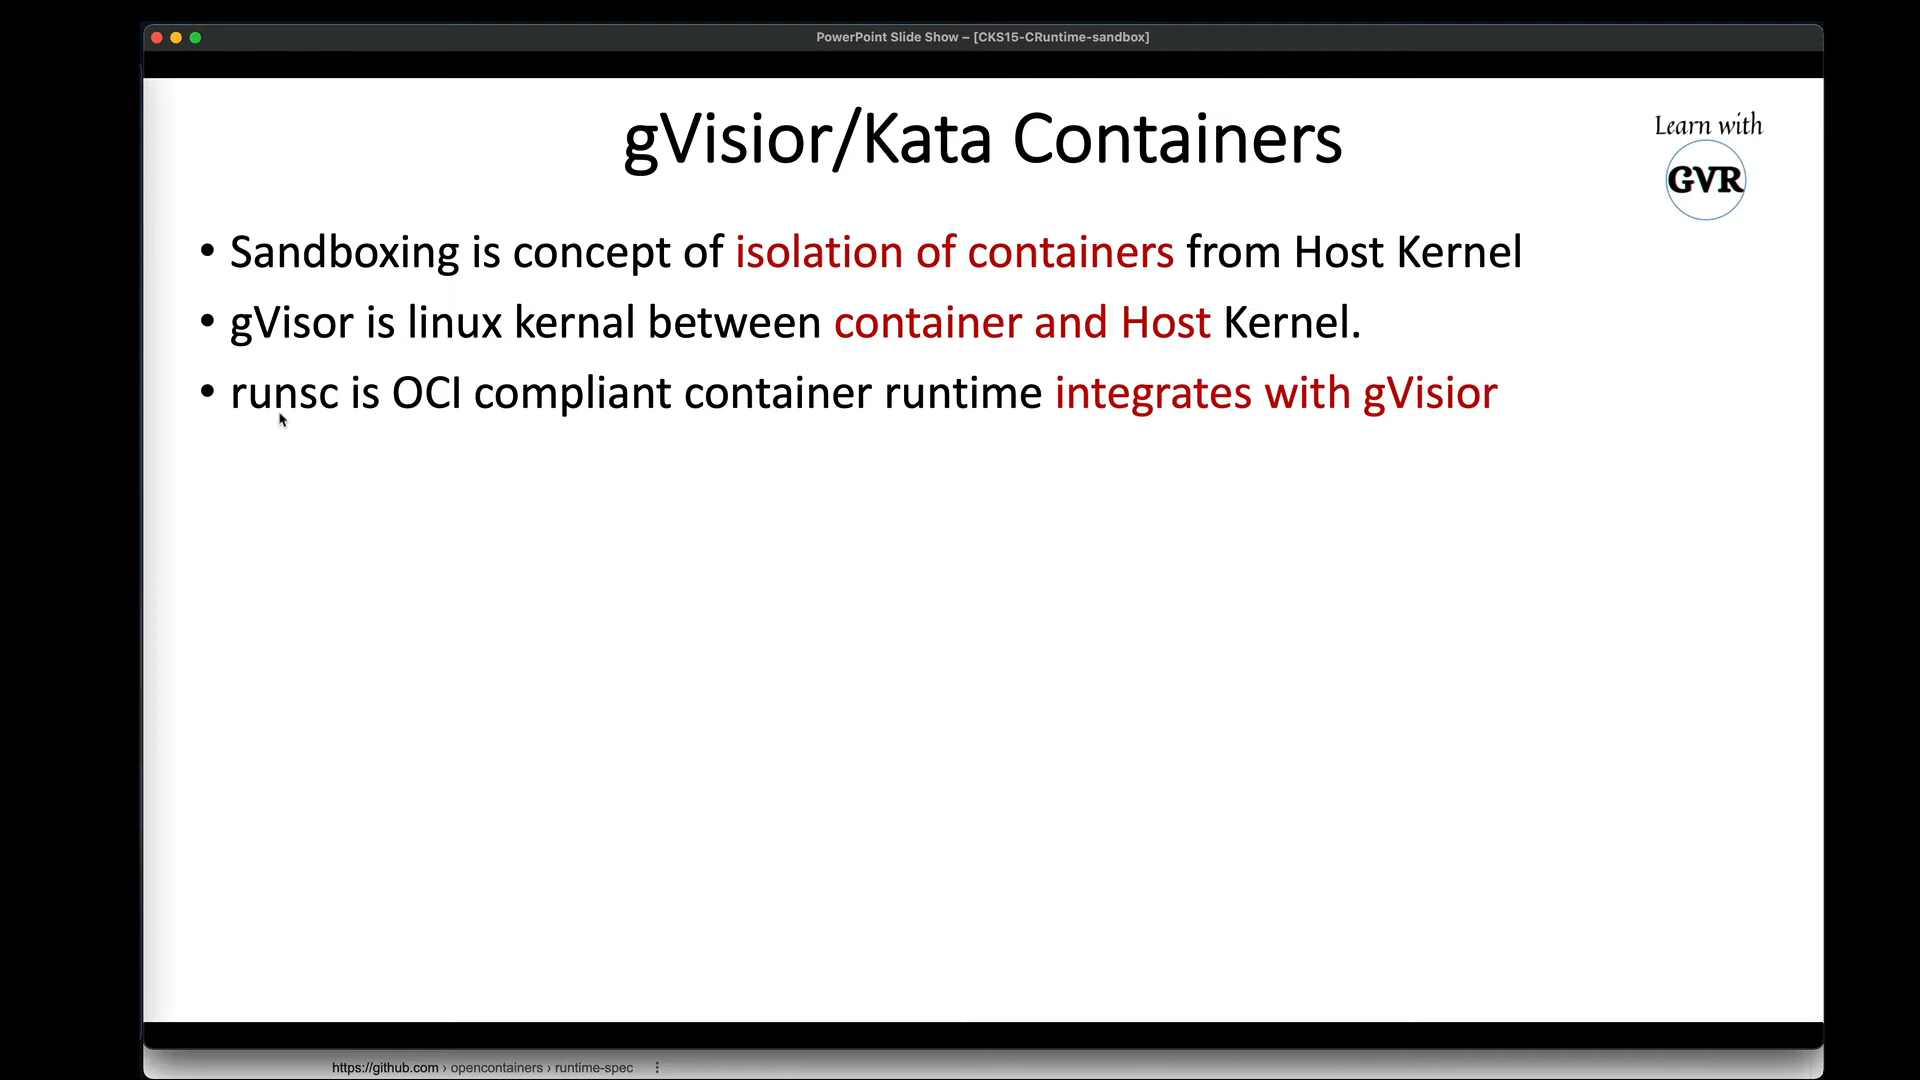 PowerPoint Slide Show – [CKS15-CRuntime-sandbox]
gVisior/Kata Containers
Learn with
GVR
• Sandboxing is concept of isolation of containers from Host Kernel
• gVisor is linux kernal between container and Host Kernel.
• runsc is OCI compliant container runtime integrates with gVisior
https://github.com › opencontainers › runtime-spec